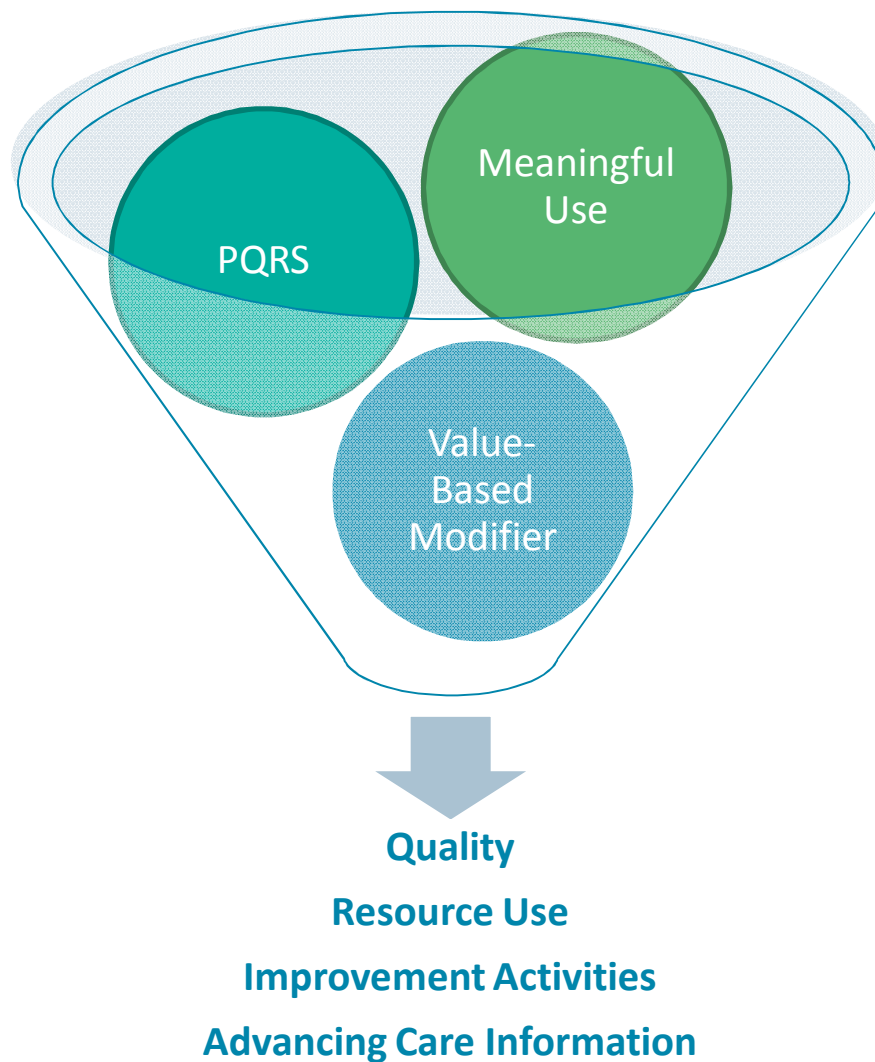 Meaningful
Use
PQRS
Value-
Based
Modifier
Quality
Resource Use
Improvement Activities
Advancing Care Information